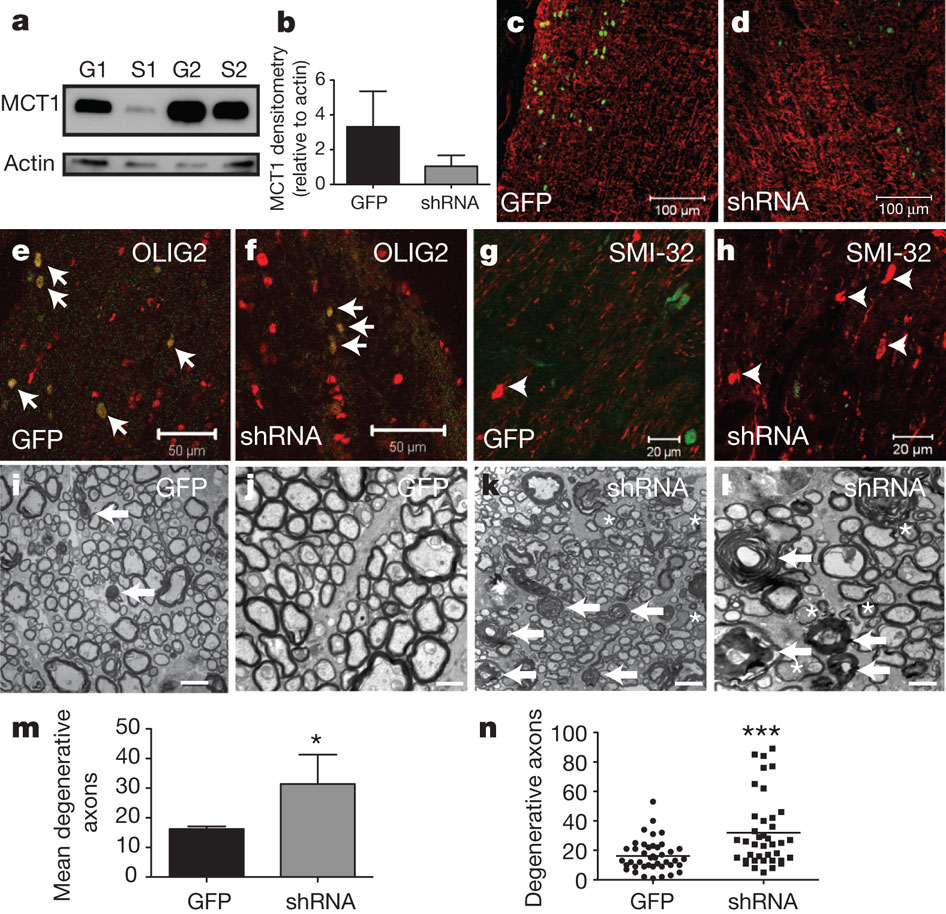 a
G1 S1 G2 S2
MCT1
Actin
b
MCT1 densitometry
(relative to actin)
6
4
2
0
GFP shRNA
c
GFP
100 µm
d
shRNA
100 µm
e
OLIG2
GFP
50 µm
f
OLIG2
shRNA
50 µm
g
SMI-32
GFP
20 µm
h
SMI-32
shRNA
20 µm
i
GFP
j
GFP
k
shRNA
*
*
l
shRNA
*
*
*
*
m
Mean degenerative
axons
50
40
30
20
10
0
*
GFP shRNA
n
Degenerative axons
100
80
60
40
20
0
***
GFP shRNA